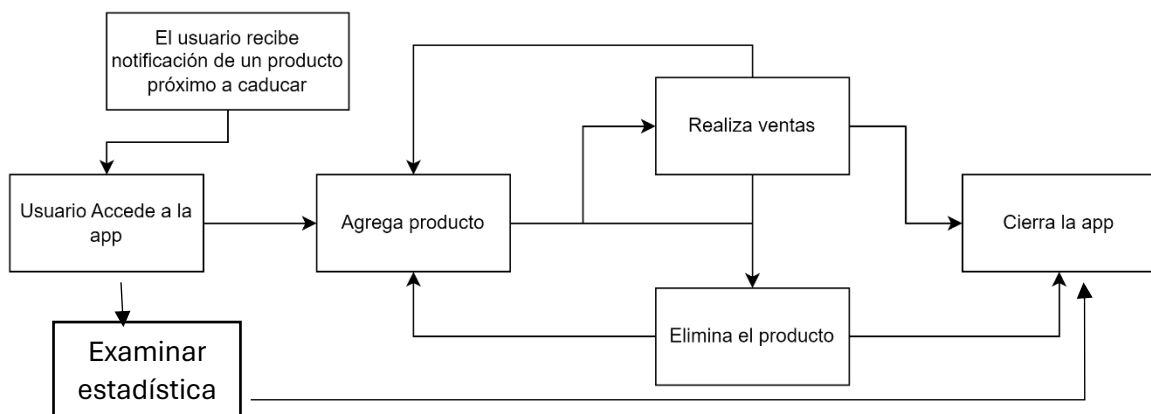 El usuario recibe
notificación de un producto
próximo a caducar
Realiza ventas
Usuario Accede a la
app
Agrega producto
Cierra la app
Elimina el producto
Examinar
estadística